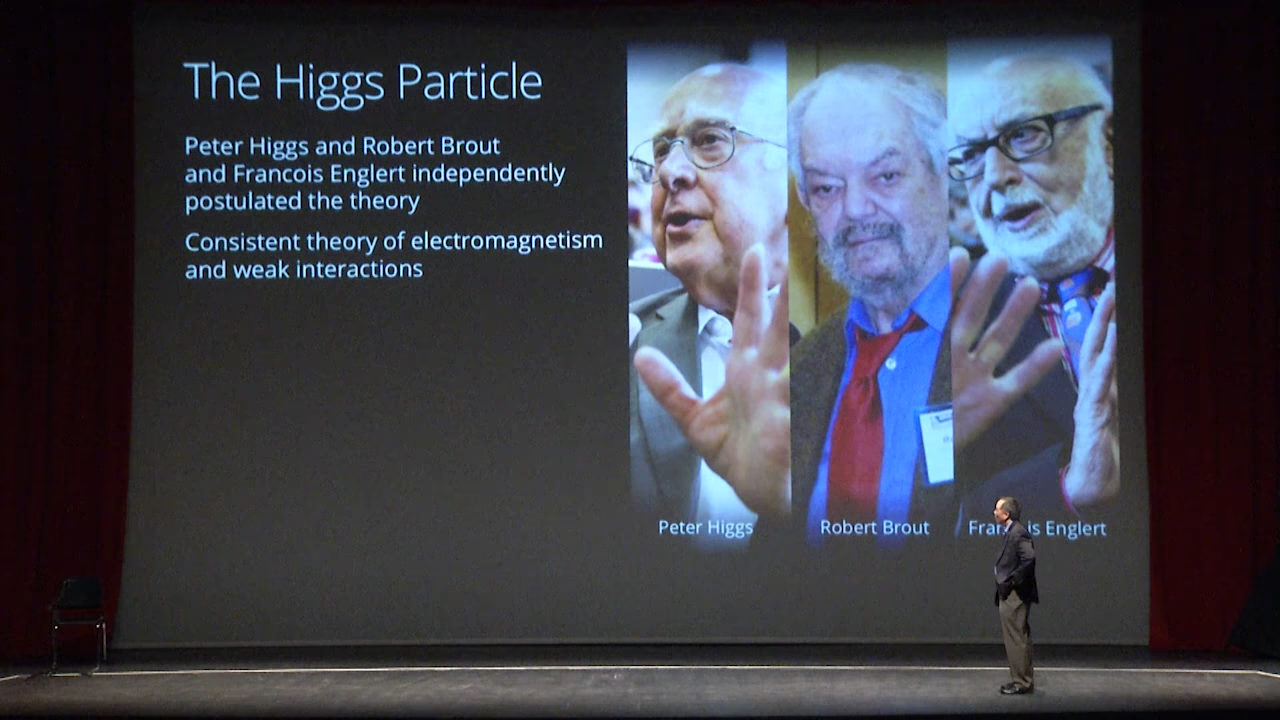 The Higgs Particle
Peter Higgs and Robert Brout
and Francois Englert independently
postulated the theory
Consistent theory of electromagnetism
and weak interactions
Peter Higgs
Robert Brout
Englert